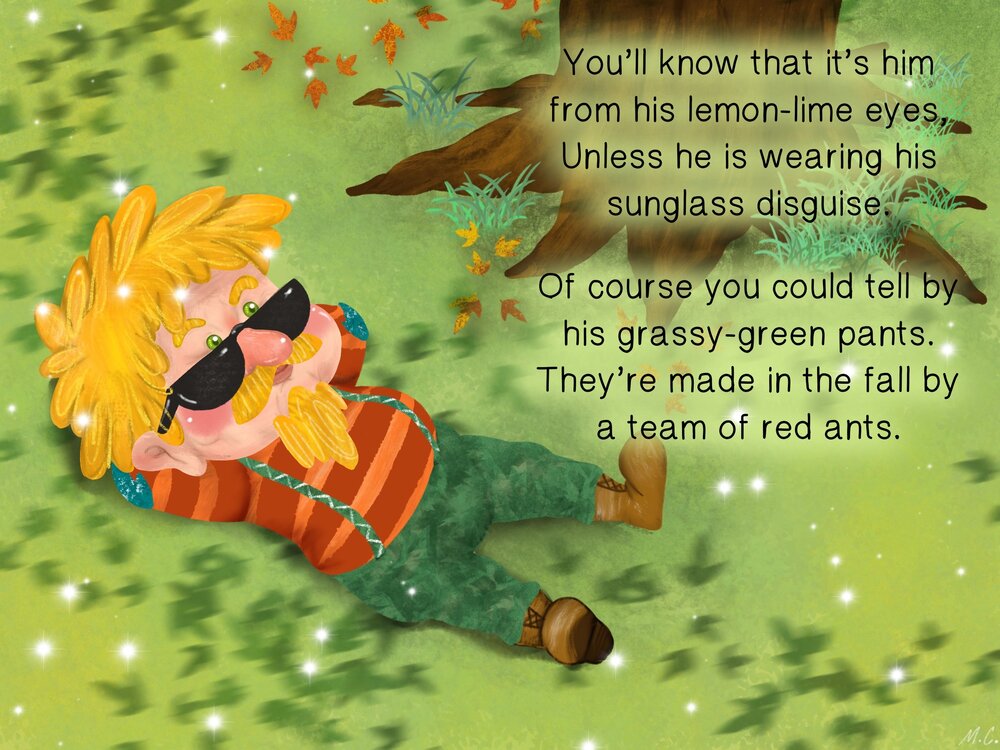 You'll know that it's him
from his lemon-lime eyes,
Unless he is wearing his
sunglass disguise.
Of course you could tell by
his grassy-green pants.
They're made in the fall by
a team of red ants.
M.C.